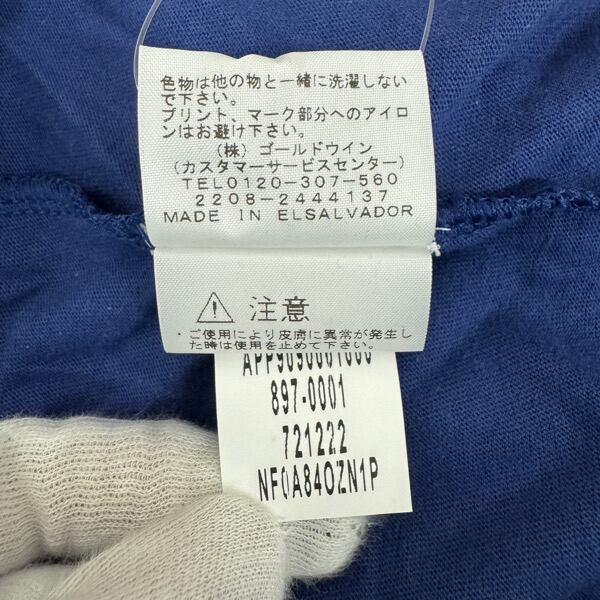 色物は他の物と一緒に洗濯しない
で下さい。
プリント、マーク部分へのアイロ
ンはお避け下さい。
(株)ゴールドウイン
(カスタマーサービスセンター)
TEL0120-307-560
2208-2444137
MADE IN ELSALVADOR
注意
・ご使用により皮膚に異常が発生し
た時は使用を止めて下さい。
897-0001
721222
NF0A84OZN1P